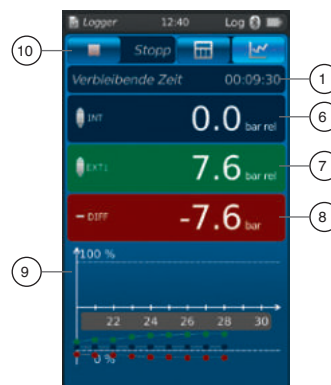 Logger 12:40 Log
10
Stopp
Verbleibende Zeit 00:09:30
1
INT 0.0 bar rel
6
EXT1 7.6 bar rel
7
DIFF -7.6 bar
8
9
100 %
22 24 26 28 30
0 %